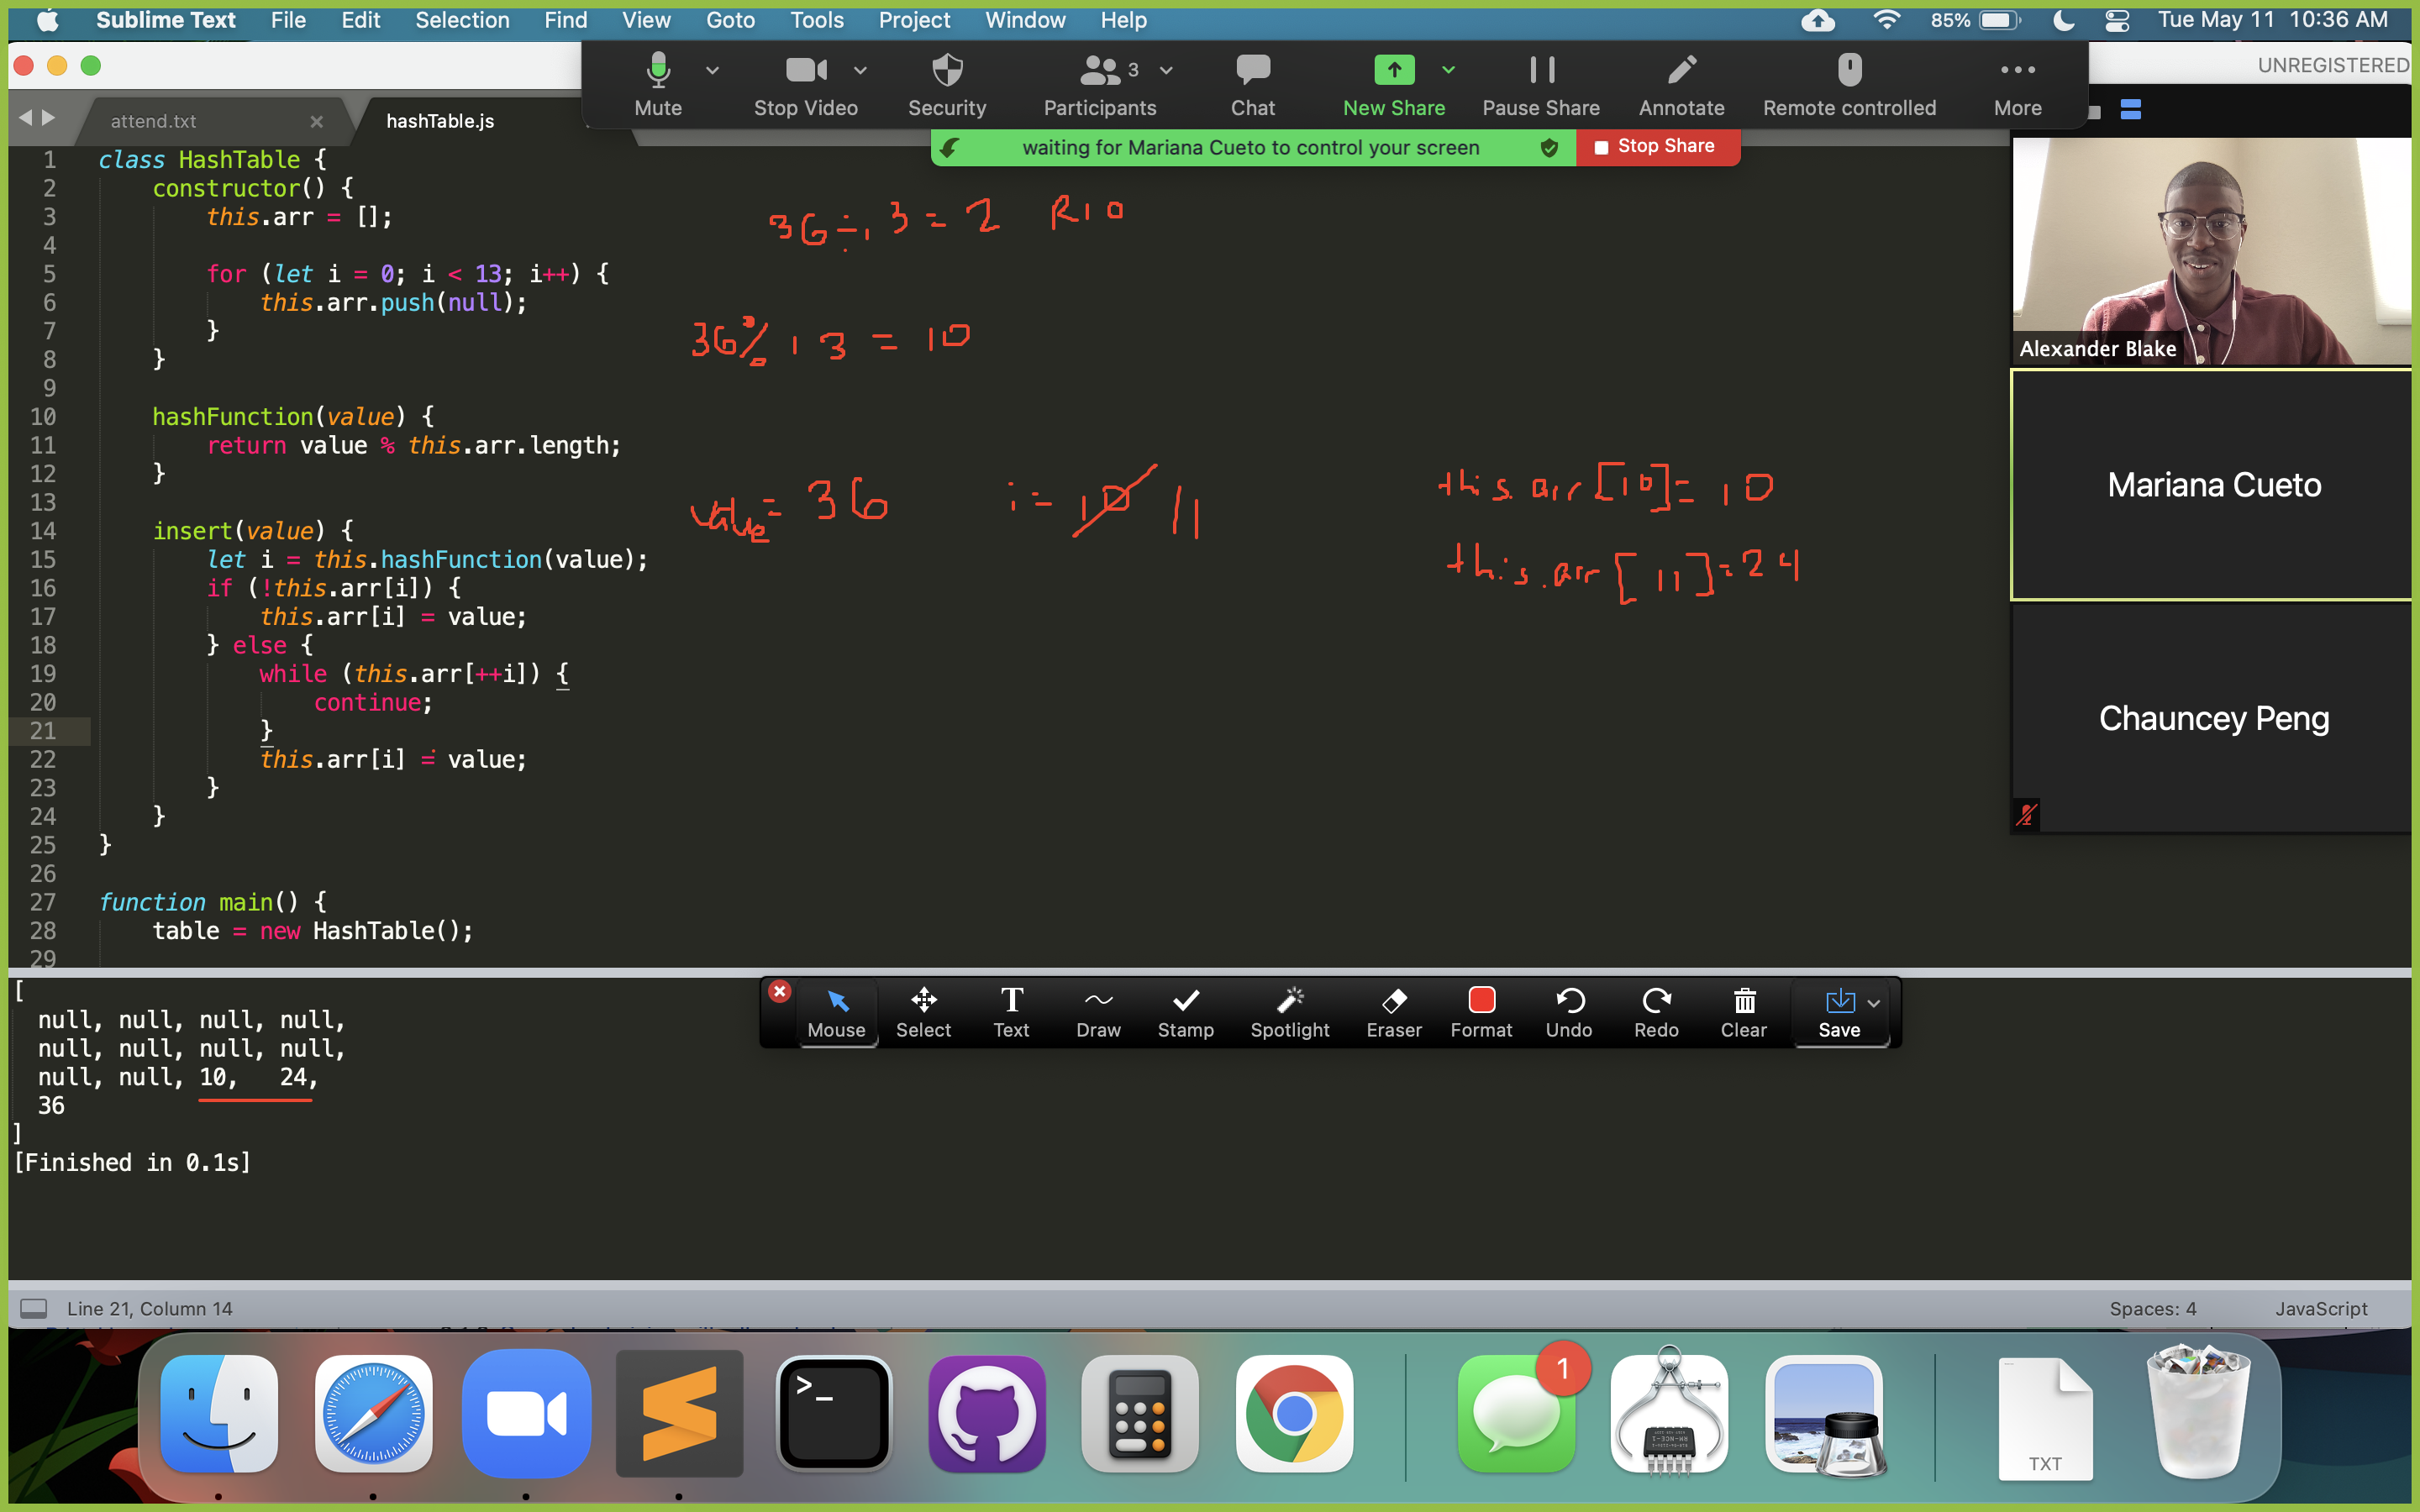 Sublime Text File Edit Selection Find View Goto Tools Project Window Help 85% Tue May 11 10:36 AM
UNREGISTERED
Mute Stop Video Security Participants 3 Chat New Share Pause Share Annotate Remote controlled More
attend.txt hashTable.js
waiting for Mariana Cueto to control your screen Stop Share
1 class HashTable {
2 constructor() {
3 this.arr = [];
4
5 for (let i = 0; i < 13; i++) {
6 this.arr.push(null);
7 }
8 }
9
10 hashFunction(value) {
11 return value % this.arr.length;
12 }
13
14 insert(value) {
15 let i = this.hashFunction(value);
16 if (!this.arr[i]) {
17 this.arr[i] = value;
18 } else {
19 while (this.arr[++i]) {
20 continue;
21 }
22 this.arr[i] = value;
23 }
24 }
25 }
26
27 function main() {
28 table = new HashTable();
29
36 ÷ 13 = 2 R10
36 % 13 = 10
value = 36 i = 10 11
this.arr[10] = 10
this.arr[11] = 24
Alexander Blake
Mariana Cueto
Chauncey Peng
Mouse Select Text Draw Stamp Spotlight Eraser Format Undo Redo Clear Save
[
null, null, null, null,
null, null, null, null,
null, null, 10, 24,
36
]
[Finished in 0.1s]
Line 21, Column 14 Spaces: 4 JavaScript
1
>_
TXT